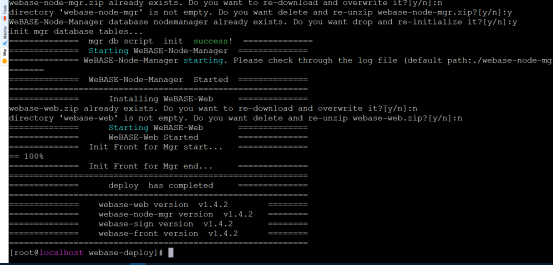 webase-node-mgr.zip already exists. Do you want to re-download and overwrite it?[y/n]:n
directory 'webase-node-mgr' is not empty. Do you want delete and re-unzip webase-node-mgr.zip?[y/n]:n
WeBASE-Node-Manager database nodemanager already exists. Do you want drop and re-initialize it?[y/n]:y
init mgr database tables...
============== mgr db script init success! ==============
==============================================================
============== Starting WeBASE-Node-Manager ==============
============== WeBASE-Node-Manager starting. Please check through the log file (default path:./webase-node-mg
=======
============== WeBASE-Node-Manager Started ==============
==============================================================
============== Installing WeBASE-Web ==============
webase-web.zip already exists. Do you want to re-download and overwrite it?[y/n]:n
directory 'webase-web' is not empty. Do you want delete and re-unzip webase-web.zip?[y/n]:n
============== Starting WeBASE-Web ==============
============== WeBASE-Web Started ==============
============== Init Front for Mgr start... ==============
== 100%
============== Init Front for Mgr end... ==============
==============================================================
============== deploy has completed ==============
==============================================================
============== webase-web version v1.4.2 ========
============== webase-node-mgr version v1.4.2 ========
============== webase-sign version v1.4.2 ========
============== webase-front version v1.4.2 ========
==============================================================
[root@localhost webase-deploy]#